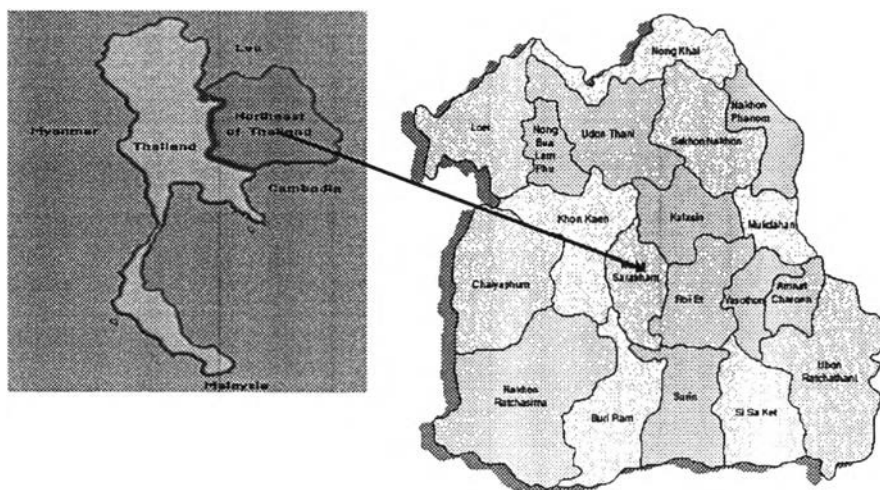 Myanmar
Thailand
Northeast
of Thailand
Cambodia
Malaysia
Nong Khai
Loei
Nong
Bua
Lam
Phu
Udon Thani
Sakhon Nakhon
Nakhon
Phanom
Khon Kaen
Kalasin
Mukdahan
Chaiyaphum
Sarakham
Roi Et
Yasothon
Amnat
Charoen
Nakhon
Ratchasima
Buri Ram
Surin
Si Sa Ket
Ubon
Ratchathani